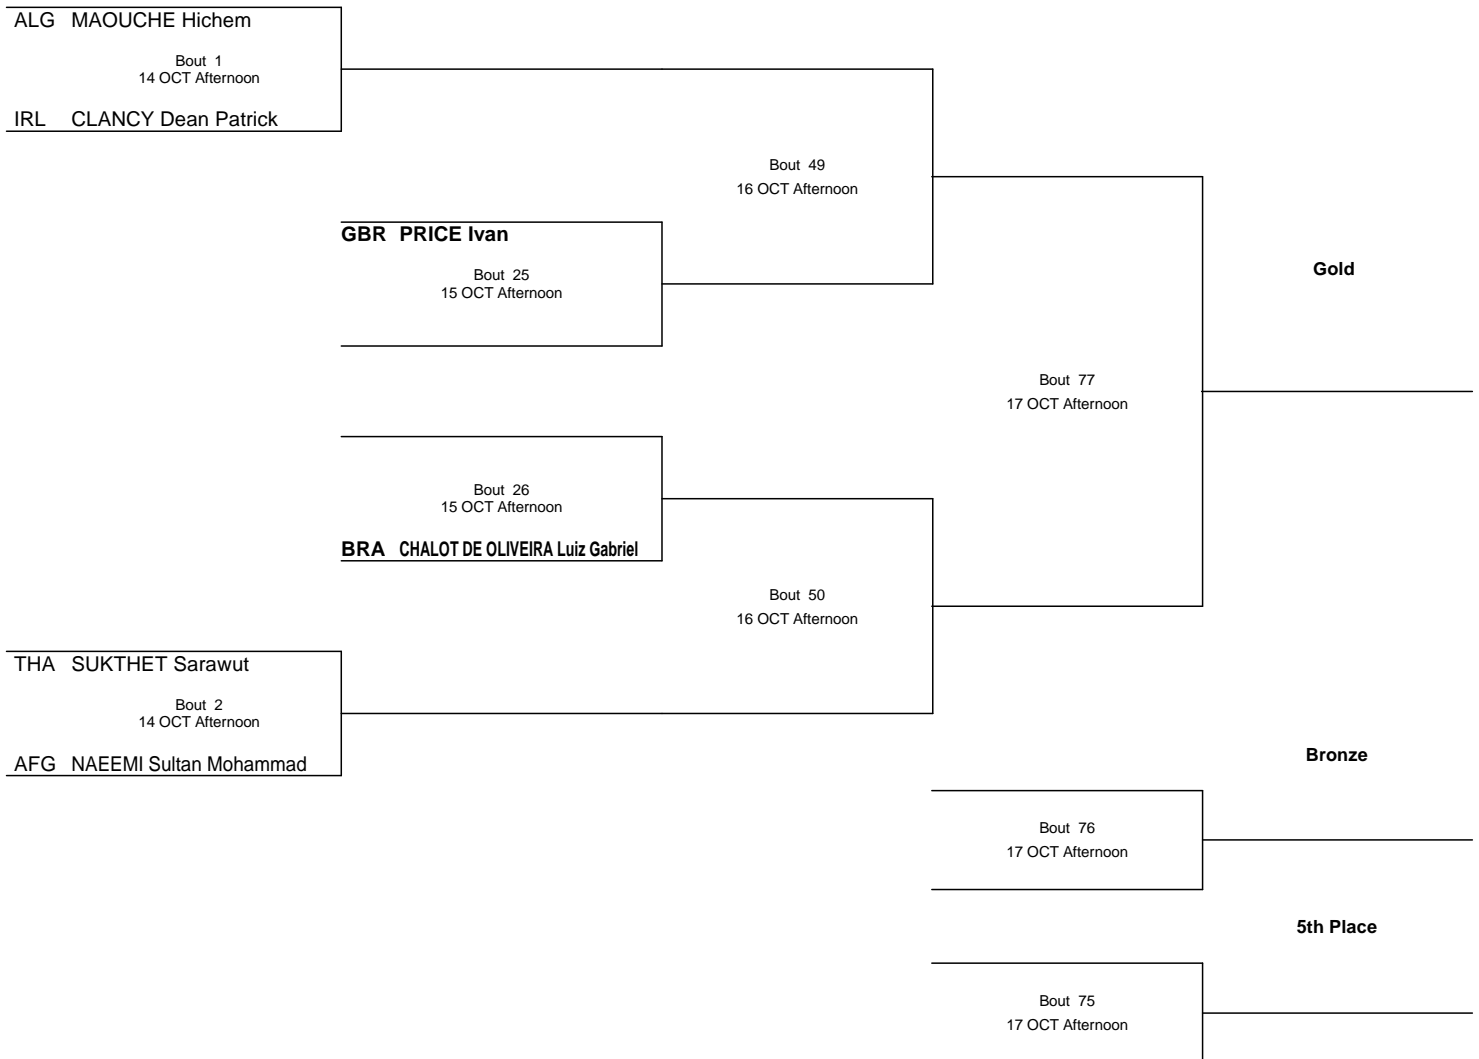 ALG MAOUCHE Hichem
Bout 1
14 OCT Afternoon
IRL CLANCY Dean Patrick
Bout 49
16 OCT Afternoon
GBR PRICE Ivan
Bout 25
15 OCT Afternoon
Gold
Bout 77
17 OCT Afternoon
Bout 26
15 OCT Afternoon
BRA CHALOT DE OLIVEIRA Luiz Gabriel
Bout 50
16 OCT Afternoon
THA SUKTHET Sarawut
Bout 2
14 OCT Afternoon
AFG NAEEMI Sultan Mohammad
Bronze
Bout 76
17 OCT Afternoon
5th Place
Bout 75
17 OCT Afternoon